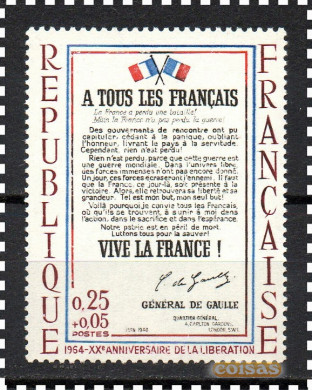 REPUBLIQUE
FRANÇAISE
A TOUS LES FRANÇAIS
La France a perdu une bataille!
Mais la France n'a pas perdu la guerre!
Des gouvernants de rencontre ont pu
capituler, cédant à la panique, oubliant
l'honneur, livrant le pays à la servitude.
Cependant, rien n'est perdu!
Rien n'est perdu, parce que cette guerre est
une guerre mondiale. Dans l'univers libre,
des forces immenses n'ont pas encore donné.
Un jour, ces forces écraseront l'ennemi. Il faut
que la France, ce jour-là, soit présente à la
victoire. Alors, elle retrouvera sa liberté et sa
grandeur. Tel est mon but, mon seul but!
Voilà pourquoi je convie tous les Français,
où qu'ils se trouvent, à s'unir à moi dans
l'action, dans le sacrifice et dans l'espérance.
Notre patrie est en péril de mort.
Luttons tous pour la sauver!
VIVE LA FRANCE !
C. de Gaulle
GÉNÉRAL DE GAULLE
0,25
+0,05
POSTES
QUARTIER-GÉNÉRAL,
4, CARLTON GARDENS,
LONDON, S.W.1
1964-XXe ANNIVERSAIRE DE LA LIBERATION
coisas